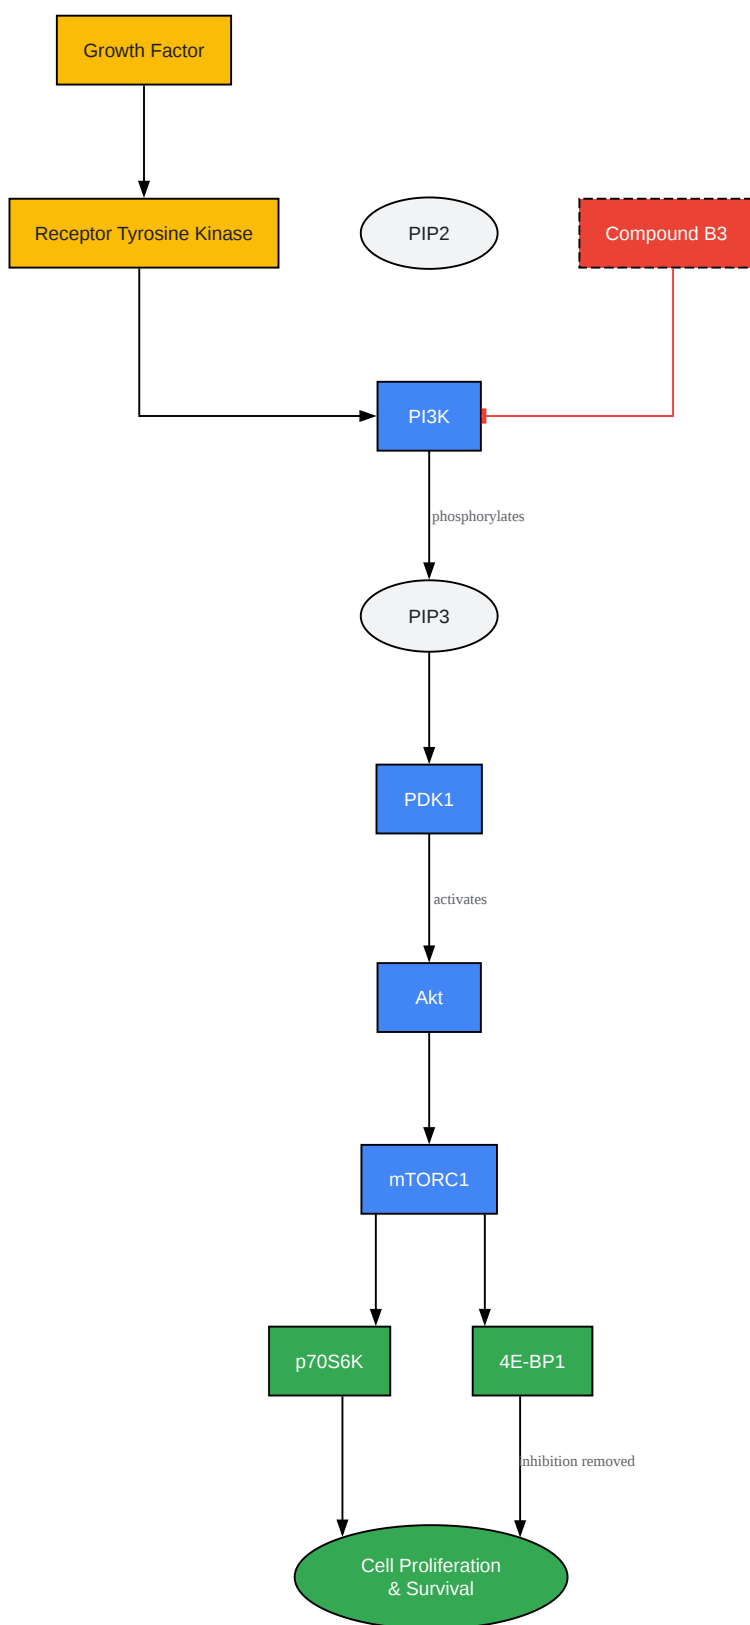 Growth Factor
Receptor Tyrosine Kinase
PIP2
Compound B3
PI3K
phosphorylates
PIP3
PDK1
activates
Akt
mTORC1
p70S6K
4E-BP1
inhibition removed
Cell Proliferation
& Survival